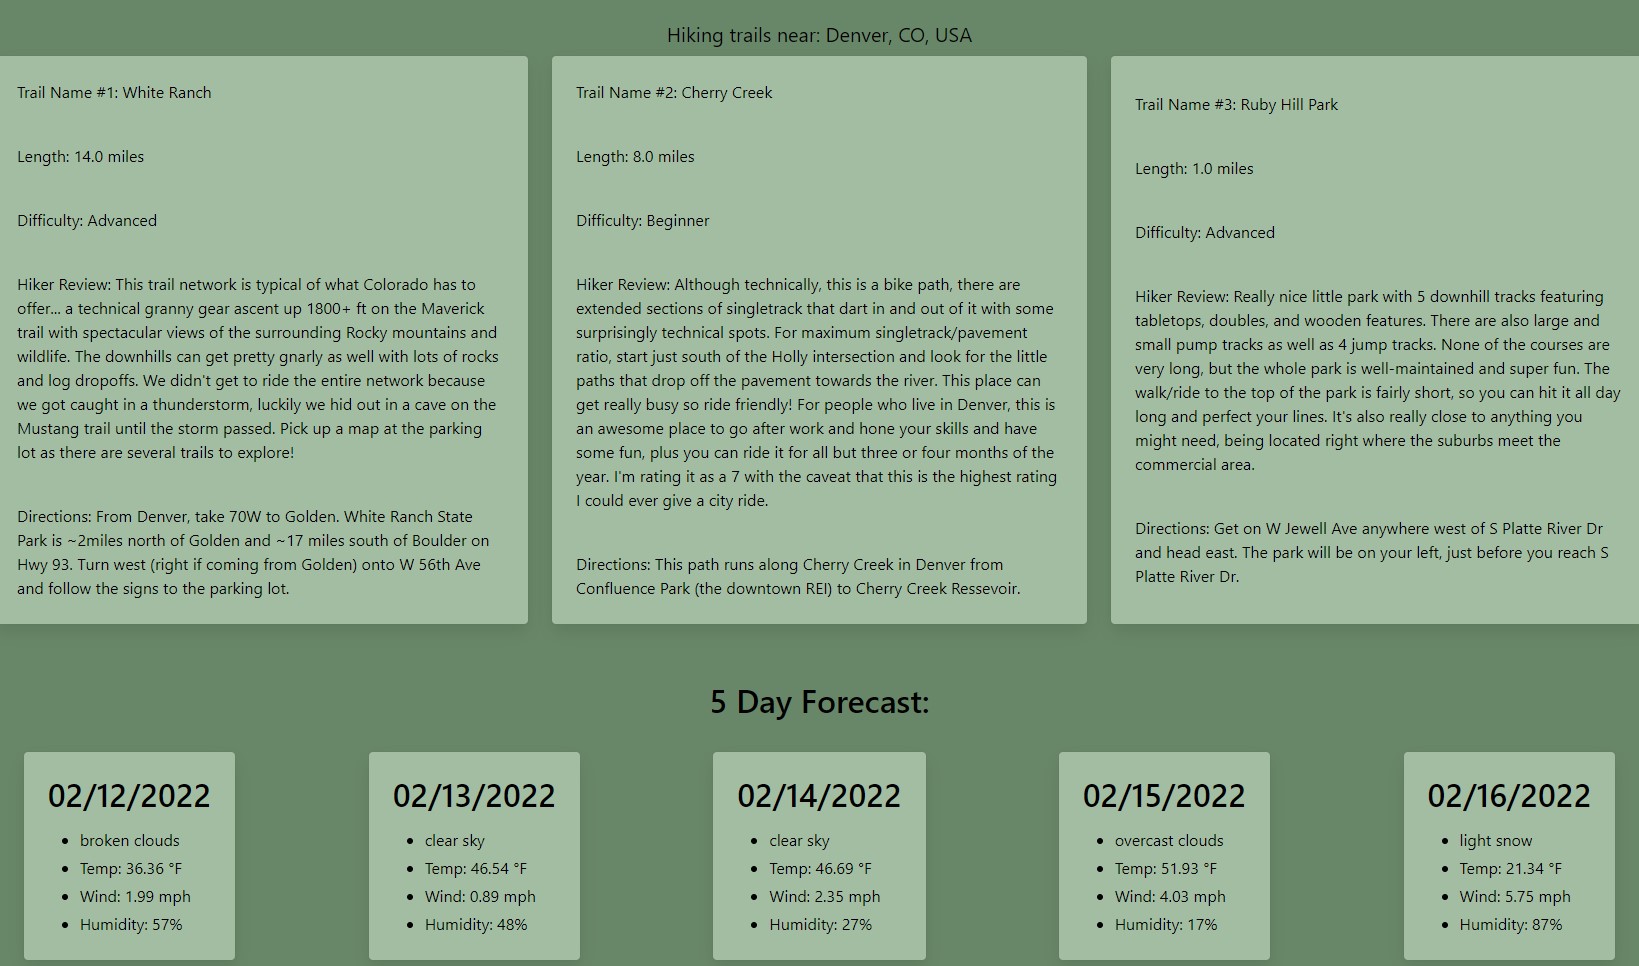 Hiking trails near: Denver, CO, USA
Trail Name #1: White Ranch
Length: 14.0 miles
Difficulty: Advanced
Hiker Review: This trail network is typical of what Colorado has to
offer... a technical granny gear ascent up 1800+ ft on the Maverick
trail with spectacular views of the surrounding Rocky mountains and
wildlife. The downhills can get pretty gnarly as well with lots of rocks
and log dropoffs. We didn't get to ride the entire network because
we got caught in a thunderstorm, luckily we hid out in a cave on the
Mustang trail until the storm passed. Pick up a map at the parking
lot as there are several trails to explore!
Directions: From Denver, take 70W to Golden. White Ranch State
Park is ~2miles north of Golden and ~17 miles south of Boulder on
Hwy 93. Turn west (right if coming from Golden) onto W 56th Ave
and follow the signs to the parking lot.
Trail Name #2: Cherry Creek
Length: 8.0 miles
Difficulty: Beginner
Hiker Review: Although technically, this is a bike path, there are
extended sections of singletrack that dart in and out of it with some
surprisingly technical spots. For maximum singletrack/pavement
ratio, start just south of the Holly intersection and look for the little
paths that drop off the pavement towards the river. This place can
get really busy so ride friendly! For people who live in Denver, this is
an awesome place to go after work and hone your skills and have
some fun, plus you can ride it for all but three or four months of the
year. I'm rating it as a 7 with the caveat that this is the highest rating
I could ever give a city ride.
Directions: This path runs along Cherry Creek in Denver from
Confluence Park (the downtown REI) to Cherry Creek Ressevoir.
Trail Name #3: Ruby Hill Park
Length: 1.0 miles
Difficulty: Advanced
Hiker Review: Really nice little park with 5 downhill tracks featuring
tabletops, doubles, and wooden features. There are also large and
small pump tracks as well as 4 jump tracks. None of the courses are
very long, but the whole park is well-maintained and super fun. The
walk/ride to the top of the park is fairly short, so you can hit it all day
long and perfect your lines. It's also really close to anything you
might need, being located right where the suburbs meet the
commercial area.
Directions: Get on W Jewell Ave anywhere west of S Platte River Dr
and head east. The park will be on your left, just before you reach S
Platte River Dr.
5 Day Forecast:
02/12/2022
broken clouds
Temp: 36.36 °F
Wind: 1.99 mph
Humidity: 57%
02/13/2022
clear sky
Temp: 46.54 °F
Wind: 0.89 mph
Humidity: 48%
02/14/2022
clear sky
Temp: 46.69 °F
Wind: 2.35 mph
Humidity: 27%
02/15/2022
overcast clouds
Temp: 51.93 °F
Wind: 4.03 mph
Humidity: 17%
02/16/2022
light snow
Temp: 21.34 °F
Wind: 5.75 mph
Humidity: 87%